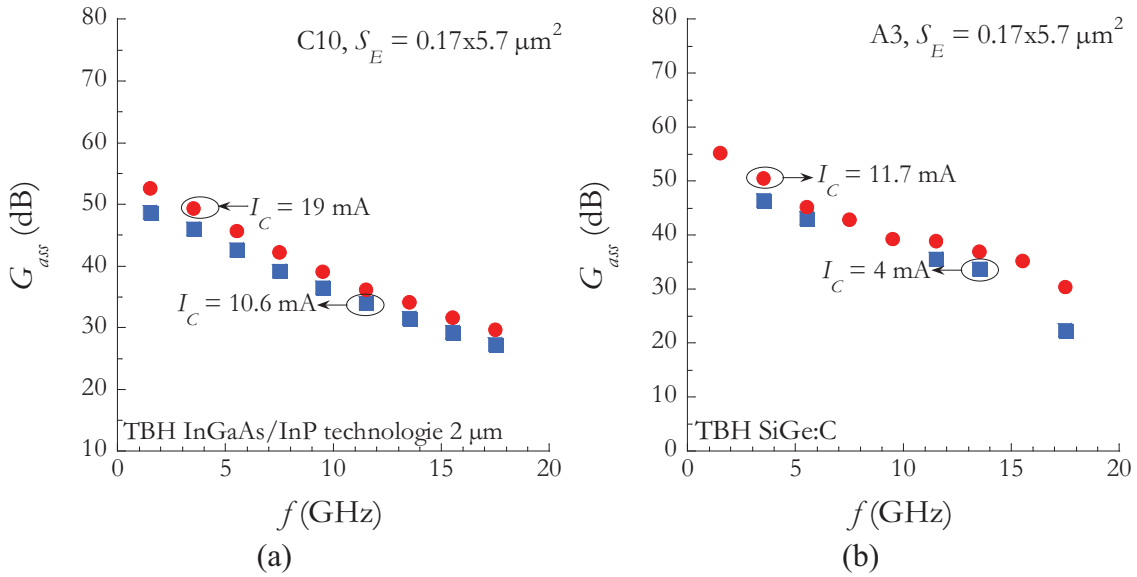 80
70
60
50
40
30
20
10
G_ass (dB)
C10, S_E = 0.17x5.7 μm²
I_C = 19 mA
I_C = 10.6 mA
TBH InGaAs/InP technologie 2 μm
0 5 10 15 20
f (GHz)
(a)
80
70
60
50
40
30
20
10
0
G_ass (dB)
A3, S_E = 0.17x5.7 μm²
I_C = 11.7 mA
I_C = 4 mA
TBH SiGe:C
0 5 10 15 20
f (GHz)
(b)